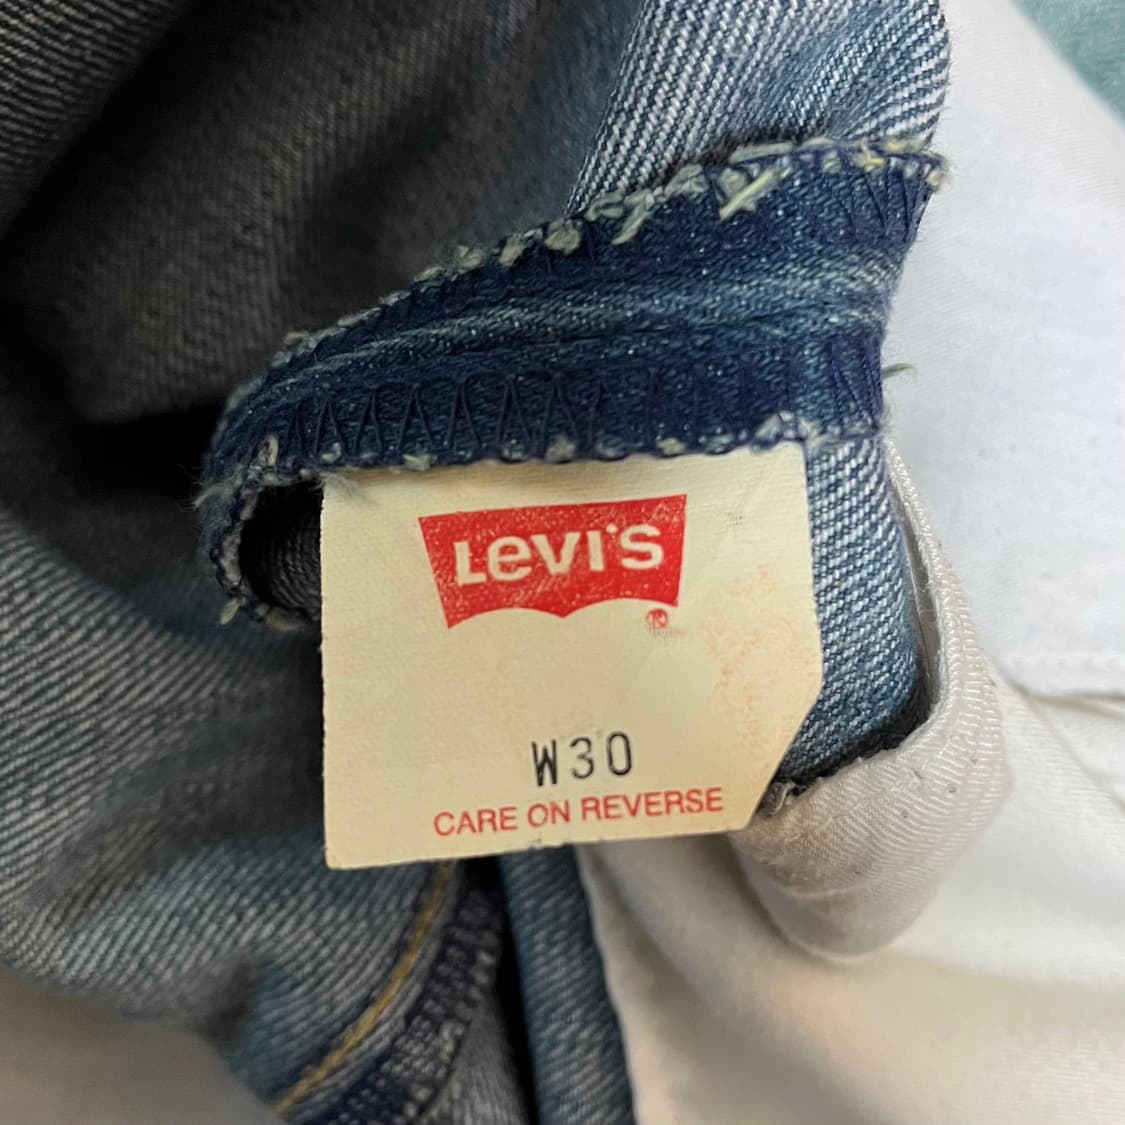 LeVI'S
®
W30
CARE ON REVERSE